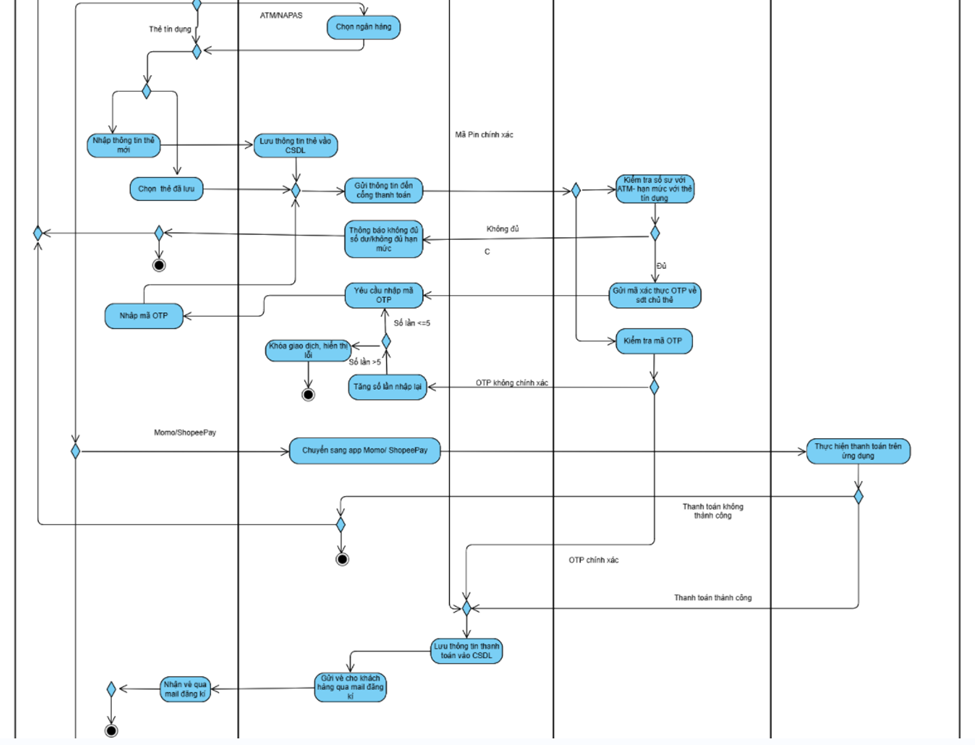 ATM/NAPAS
Chọn ngân hàng
Thẻ tín dụng
Mã Pin chính xác
Nhập thông tin thẻ
mới
Lưu thông tin thẻ vào
CSDL
Chọn thẻ đã lưu
Gửi thông tin đến
cổng thanh toán
Kiểm tra số sư với
ATM- hạn mức với thẻ
tín dụng
Thông báo không đủ
số dư/không đủ hạn
mức
Không đủ
C
Đủ
Nhập mã OTP
Yêu cầu nhập mã
OTP
Gửi mã xác thực OTP về
sdt chủ thẻ
Số lần <=5
Khóa giao dịch, hiển thị
lỗi
Số lần >5
Kiểm tra mã OTP
Tăng số lần nhập lại
OTP không chính xác
Momo/ShopeePay
Chuyển sang app Momo/ ShopeePay
Thực hiện thanh toán trên
ứng dụng
Thanh toán không
thành công
OTP chính xác
Thanh toán thành công
Lưu thông tin thanh
toán vào CSDL
Gửi vé cho khách
hàng qua mail đăng
kí
Nhận vé qua
mail đăng kí